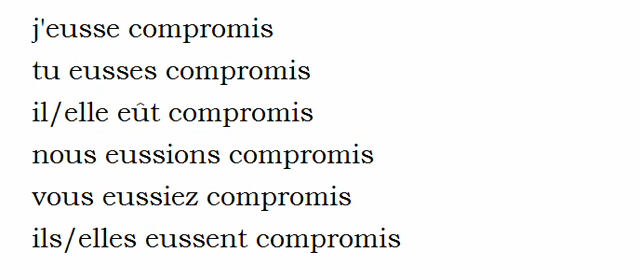 j'eusse compromis
tu eusses compromis
il/elle eût compromis
nous eussions compromis
vous eussiez compromis
ils/elles eussent compromis